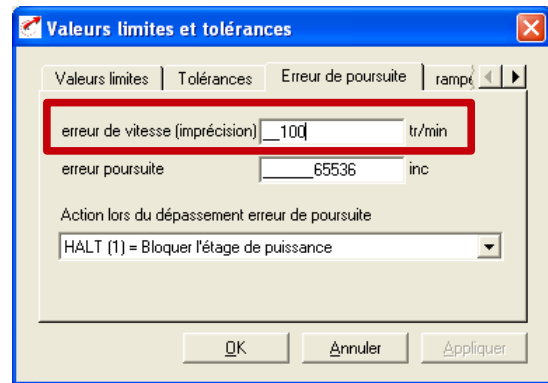 Valeurs limites et tolérances
Valeurs limites
Tolérances
Erreur de poursuite
rampe
erreur de vitesse (imprécision) __100 tr/min
erreur poursuite ______65536 inc
Action lors du dépassement erreur de poursuite
HALT (1) = Bloquer l'étage de puissance
OK
Annuler
Appliquer